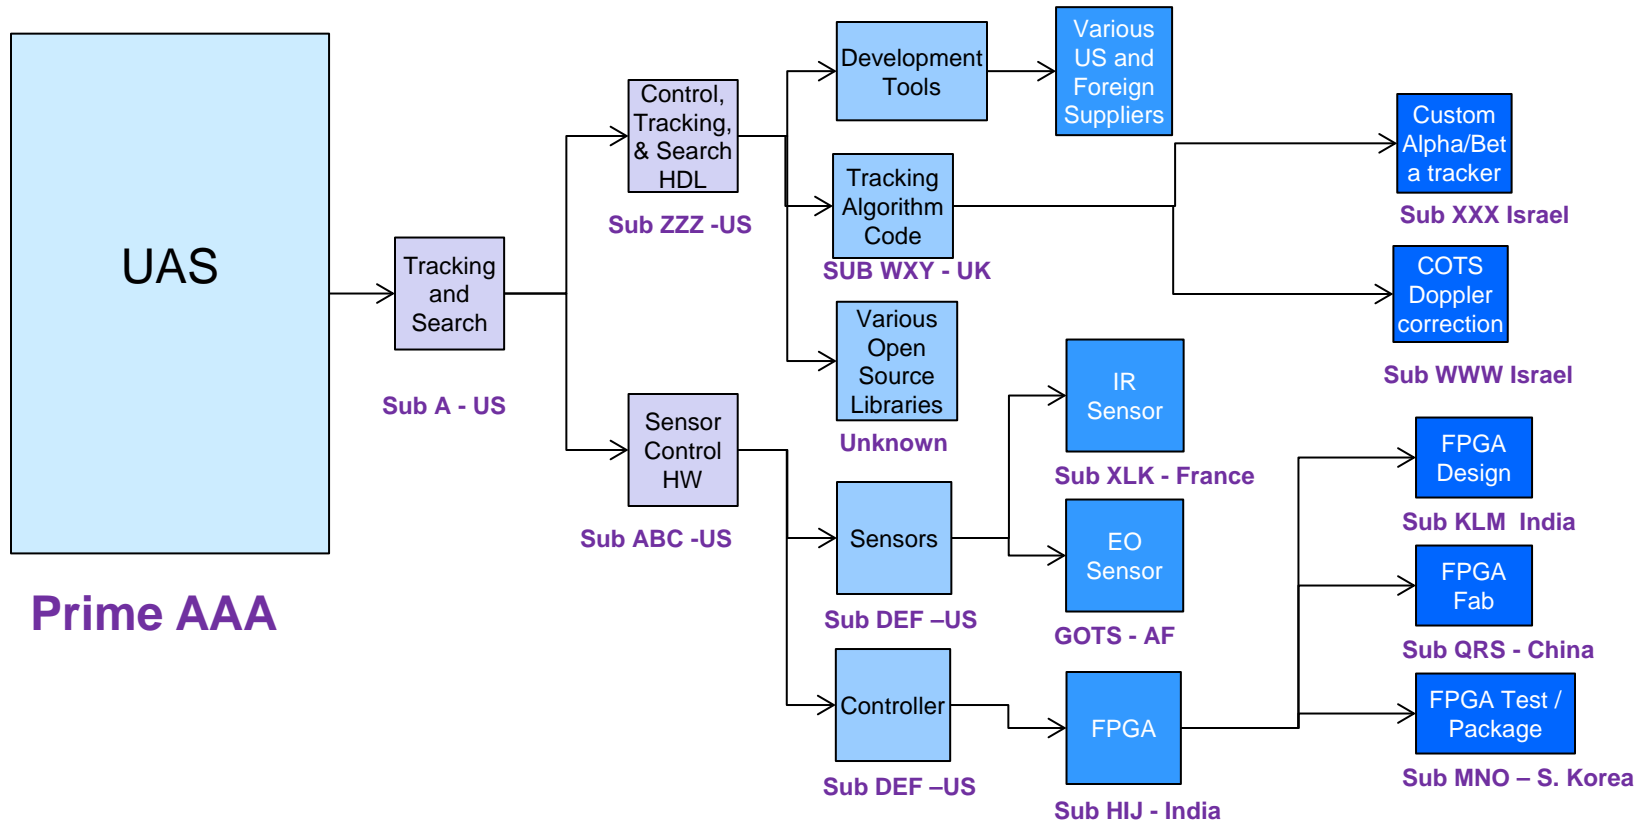 UAS
Prime AAA
Tracking
and
Search
Sub A - US
Control,
Tracking,
& Search
HDL
Sub ZZZ -US
Sensor
Control
HW
Sub ABC -US
Development
Tools
Tracking
Algorithm
Code
SUB WXY - UK
Various
Open
Source
Libraries
Unknown
Sensors
Sub DEF –US
Controller
Sub DEF –US
Various
US and
Foreign
Suppliers
IR
Sensor
Sub XLK - France
EO
Sensor
GOTS - AF
FPGA
Sub HIJ - India
Custom
Alpha/Bet
a tracker
Sub XXX Israel
COTS
Doppler
correction
Sub WWW Israel
FPGA
Design
Sub KLM  India
FPGA
Fab
Sub QRS - China
FPGA Test /
Package
Sub MNO – S. Korea